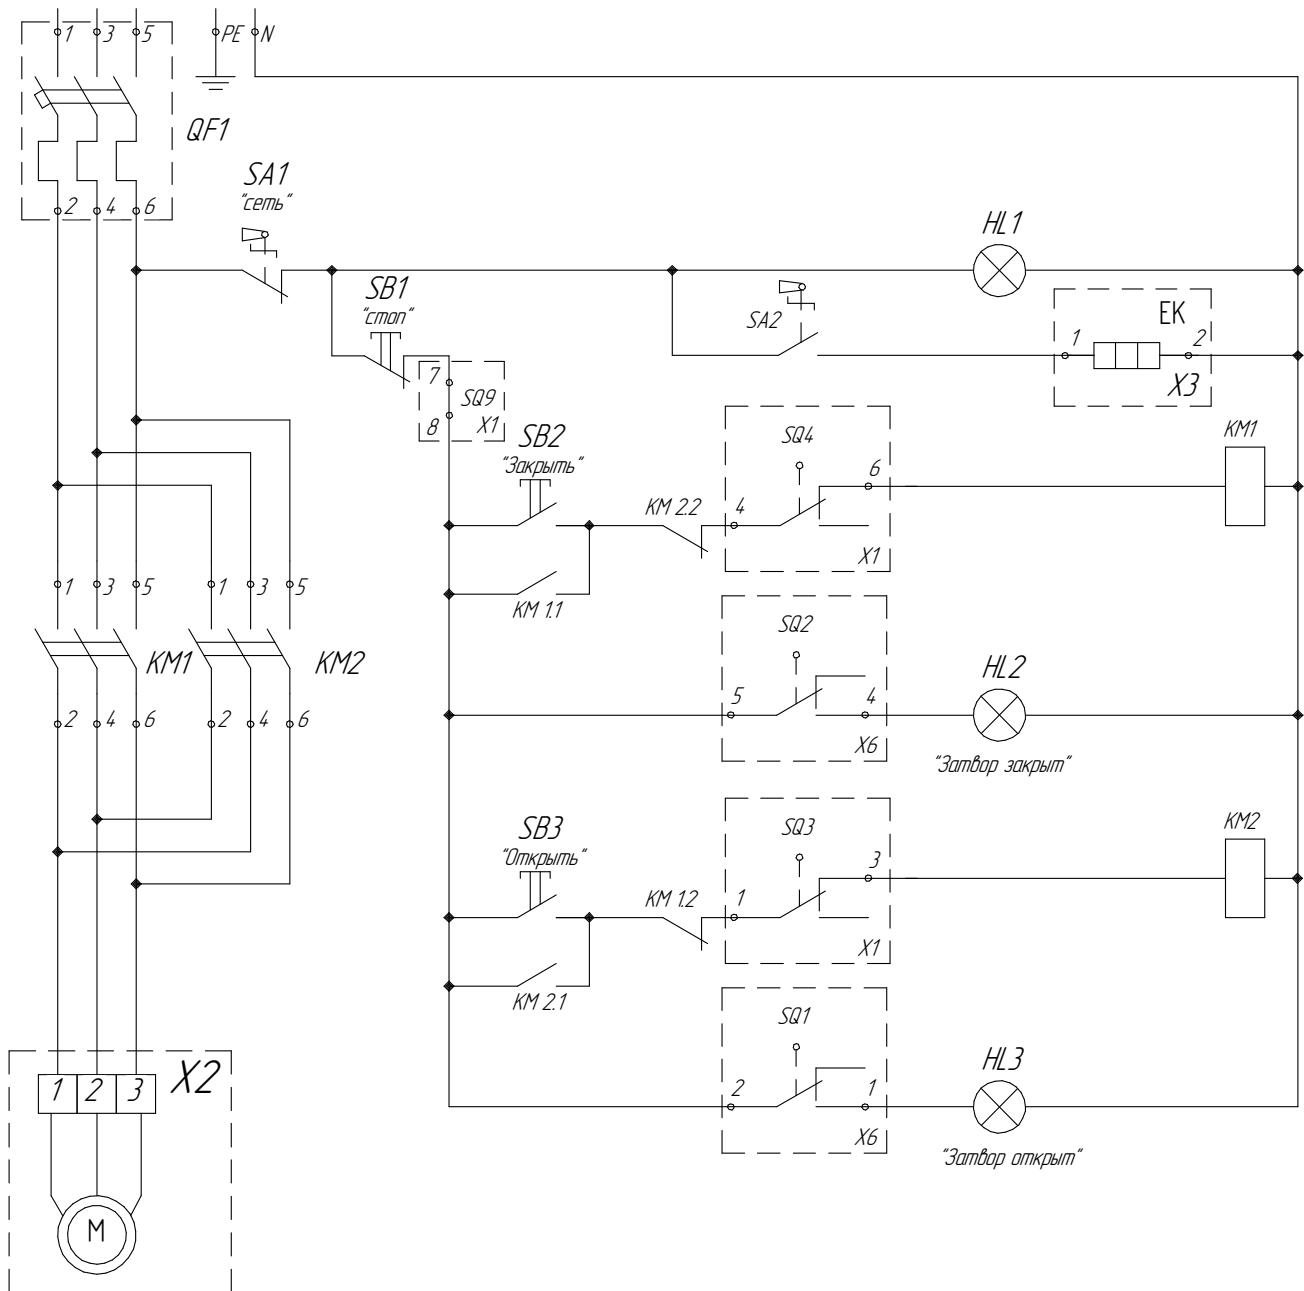 1 3 5 PE N
QF1
SA1
"сеть"
2 4 6
HL1
SB1
"стоп"
SA2
EK
1 2
X3
7
SQ9
8 X1
SB2
"Закрыть"
SQ4
KM1
6
KM 2.2
4
X1
1 3 5 1 3 5
KM 1.1
SQ2
KM1 KM2
HL2
5 4
2 4 6 2 4 6
X6
"Затвор закрыт"
SB3
"Открыть"
SQ3
KM2
3
KM 1.2
1
X1
KM 2.1
SQ1
X2
HL3
1 2 3
2 1
X6
"Затвор открыт"
M